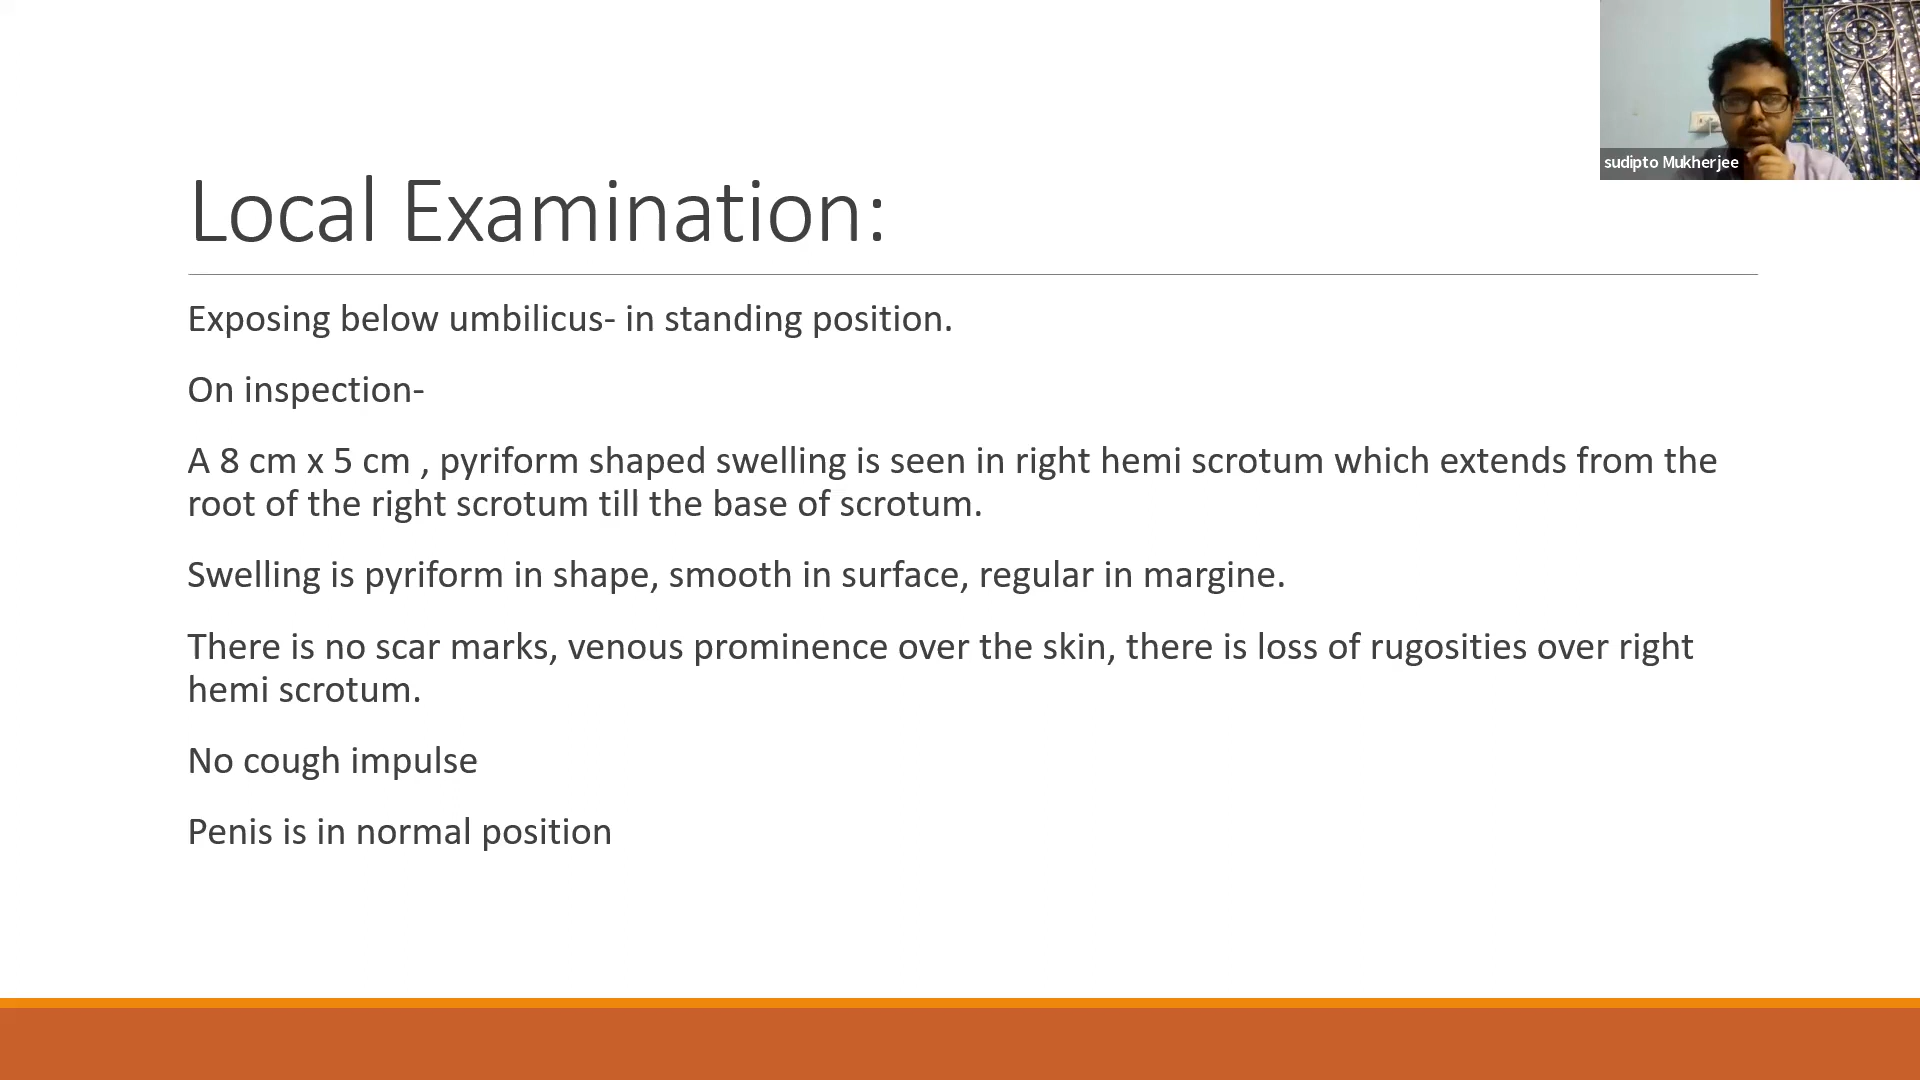 sudipto Mukherjee
Local Examination:
Exposing below umbilicus- in standing position.
On inspection-
A 8 cm x 5 cm , pyriform shaped swelling is seen in right hemi scrotum which extends from the
root of the right scrotum till the base of scrotum.
Swelling is pyriform in shape, smooth in surface, regular in margine.
There is no scar marks, venous prominence over the skin, there is loss of rugosities over right
hemi scrotum.
No cough impulse
Penis is in normal position